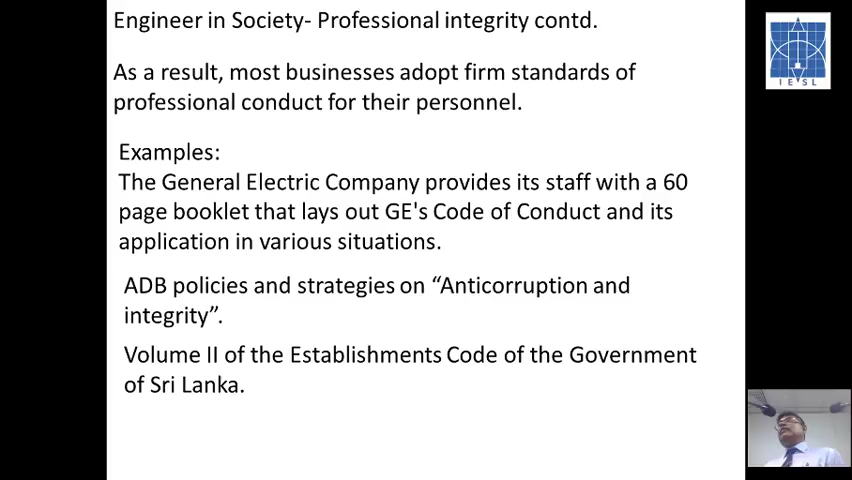 Engineer in Society- Professional integrity contd.
As a result, most businesses adopt firm standards of
professional conduct for their personnel.
Examples:
The General Electric Company provides its staff with a 60
page booklet that lays out GE's Code of Conduct and its
application in various situations.
ADB policies and strategies on “Anticorruption and
integrity”.
Volume II of the Establishments Code of the Government
of Sri Lanka.
I E S L